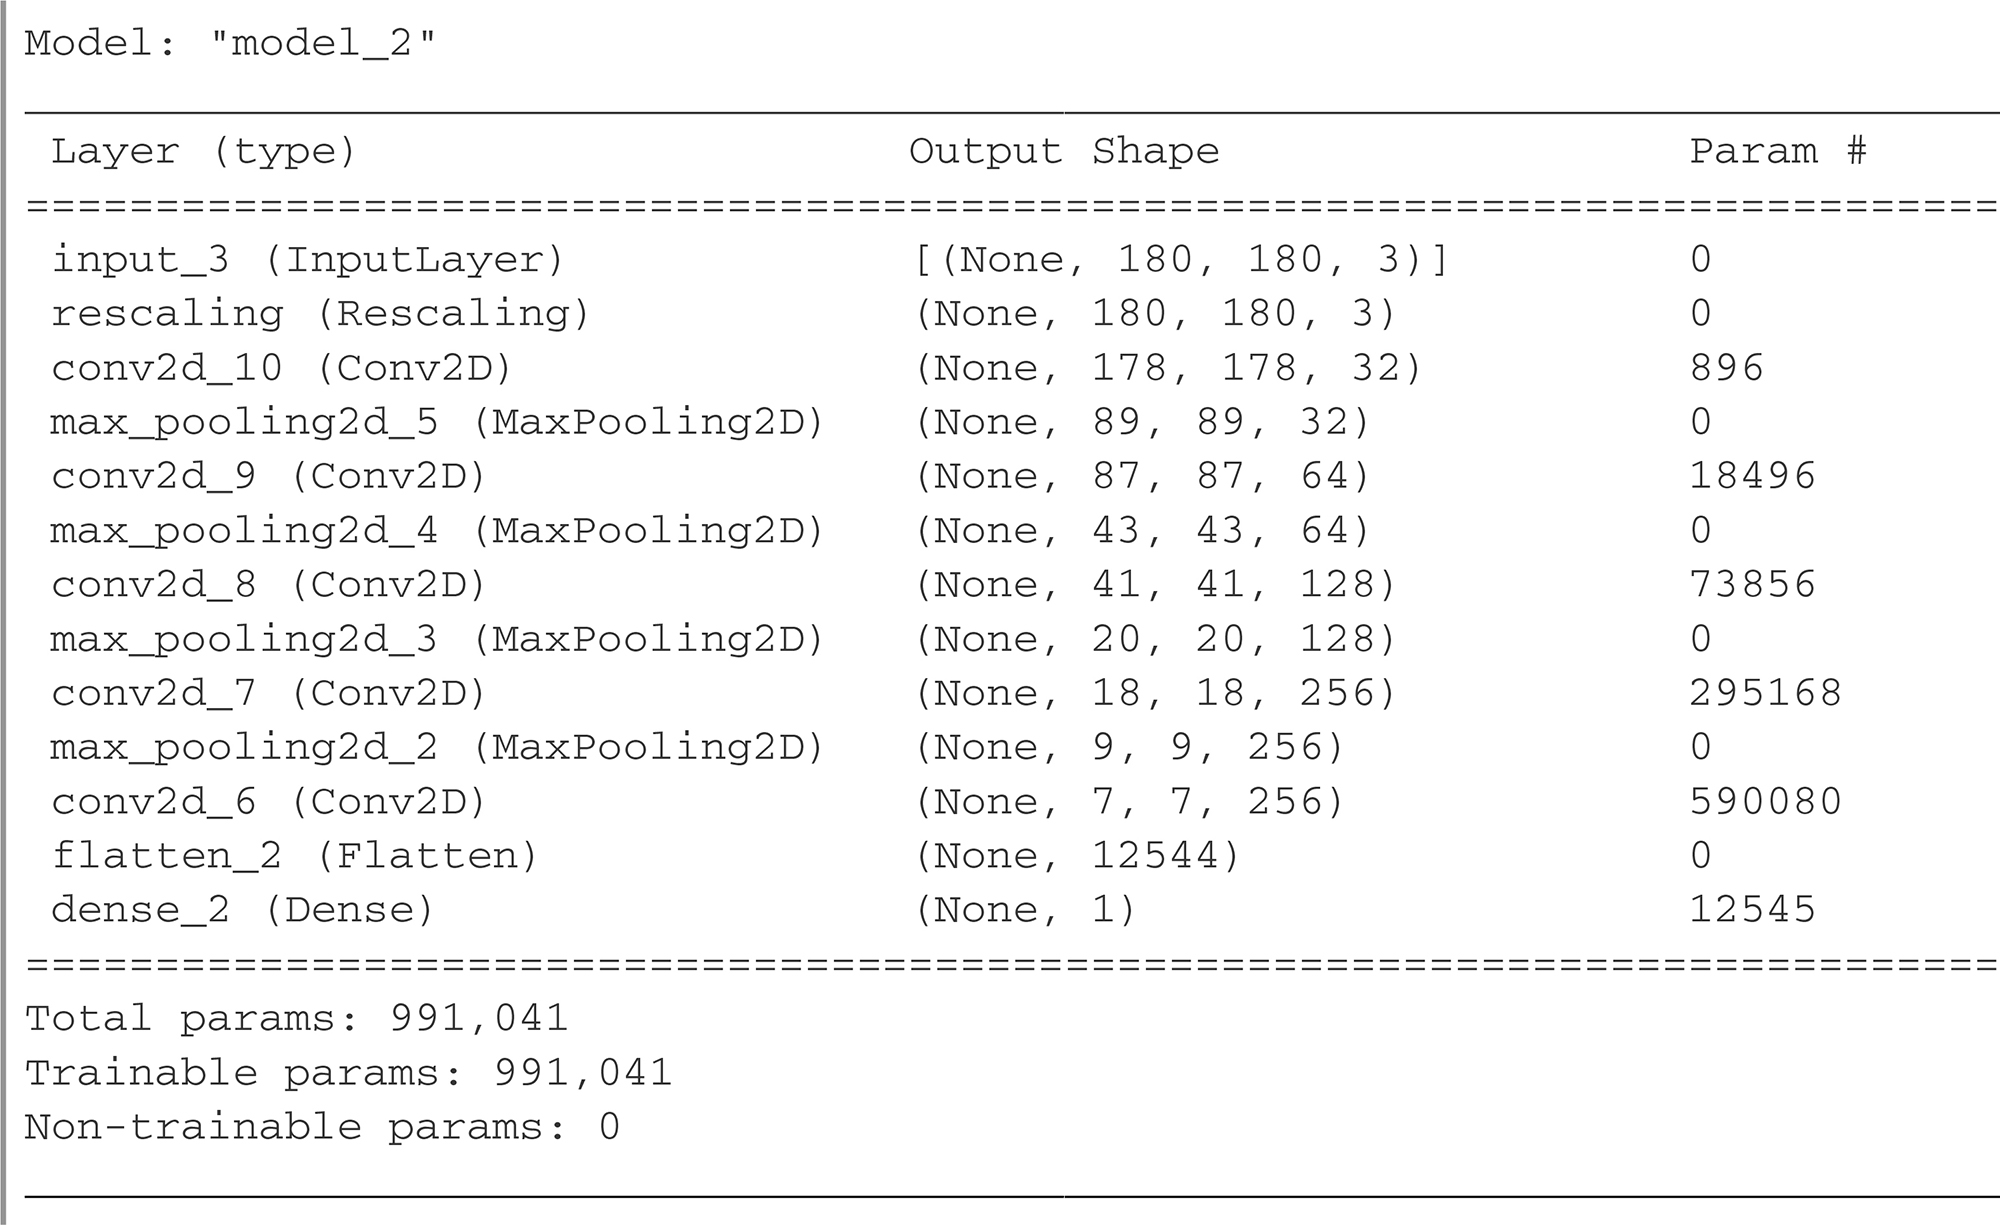 Model: "model_2"
Layer (type) Output Shape Param #
================================================================================
input_3 (InputLayer) [(None, 180, 180, 3)] 0
rescaling (Rescaling) (None, 180, 180, 3) 0
conv2d_10 (Conv2D) (None, 178, 178, 32) 896
max_pooling2d_5 (MaxPooling2D) (None, 89, 89, 32) 0
conv2d_9 (Conv2D) (None, 87, 87, 64) 18496
max_pooling2d_4 (MaxPooling2D) (None, 43, 43, 64) 0
conv2d_8 (Conv2D) (None, 41, 41, 128) 73856
max_pooling2d_3 (MaxPooling2D) (None, 20, 20, 128) 0
conv2d_7 (Conv2D) (None, 18, 18, 256) 295168
max_pooling2d_2 (MaxPooling2D) (None, 9, 9, 256) 0
conv2d_6 (Conv2D) (None, 7, 7, 256) 590080
flatten_2 (Flatten) (None, 12544) 0
dense_2 (Dense) (None, 1) 12545
================================================================================
Total params: 991,041
Trainable params: 991,041
Non-trainable params: 0